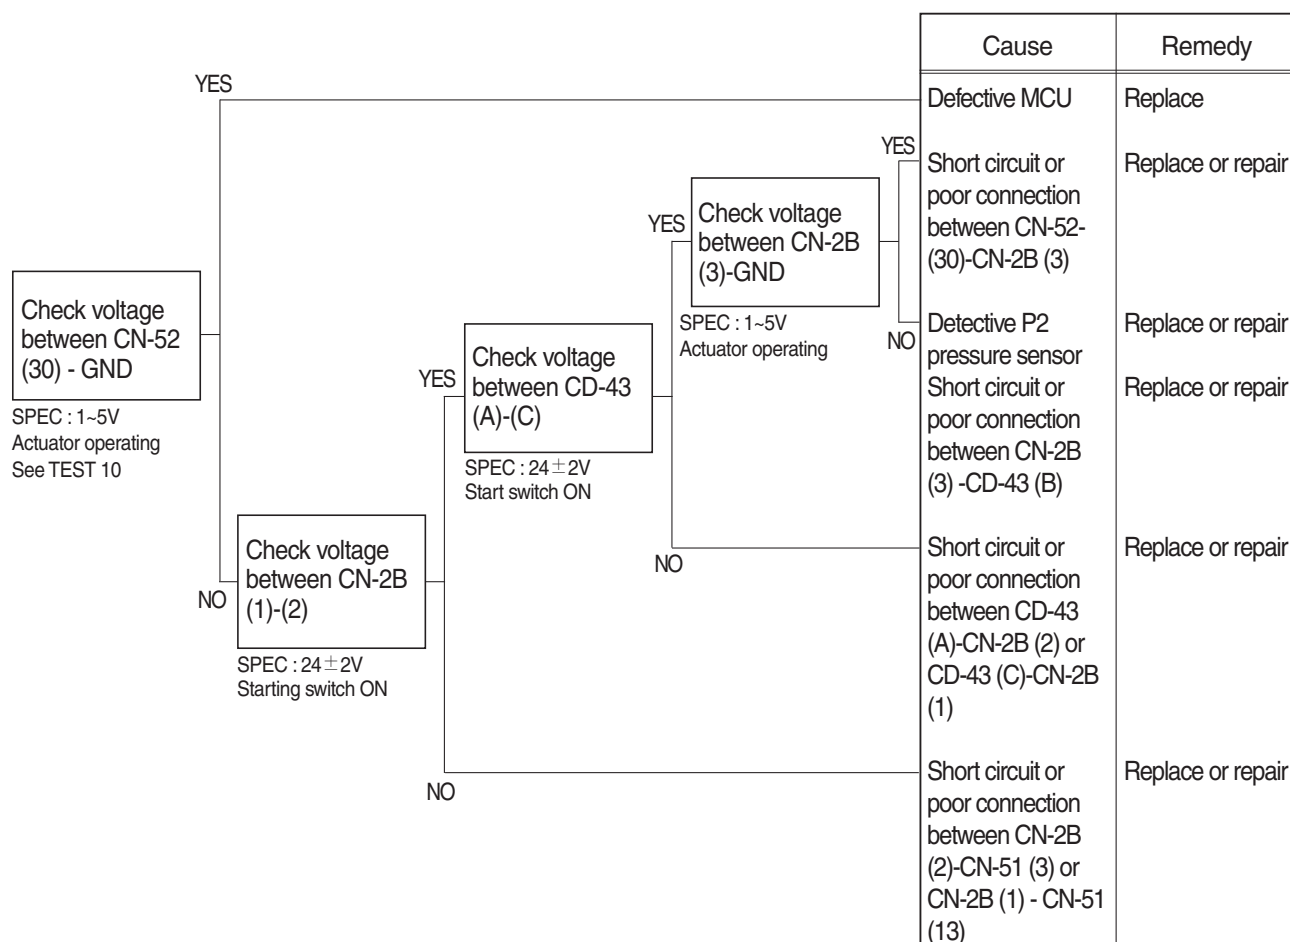 Cause
Remedy
YES
Defective MCU
Replace
YES
Short circuit or
poor connection
between CN-52-
(30)-CN-2B (3)
Replace or repair
YES
Check voltage
between CN-2B
(3)-GND
SPEC : 1~5V
Actuator operating
NO
Detective P2
pressure sensor
Replace or repair
Short circuit or
poor connection
between CN-2B
(3) -CD-43 (B)
Replace or repair
Check voltage
between CN-52
(30) - GND
SPEC : 1~5V
Actuator operating
See TEST 10
YES
Check voltage
between CD-43
(A)-(C)
SPEC : 24±2V
Start switch ON
NO
Short circuit or
poor connection
between CD-43
(A)-CN-2B (2) or
CD-43 (C)-CN-2B
(1)
Replace or repair
NO
Check voltage
between CN-2B
(1)-(2)
SPEC : 24±2V
Starting switch ON
NO
Short circuit or
poor connection
between CN-2B
(2)-CN-51 (3) or
CN-2B (1) - CN-51
(13)
Replace or repair